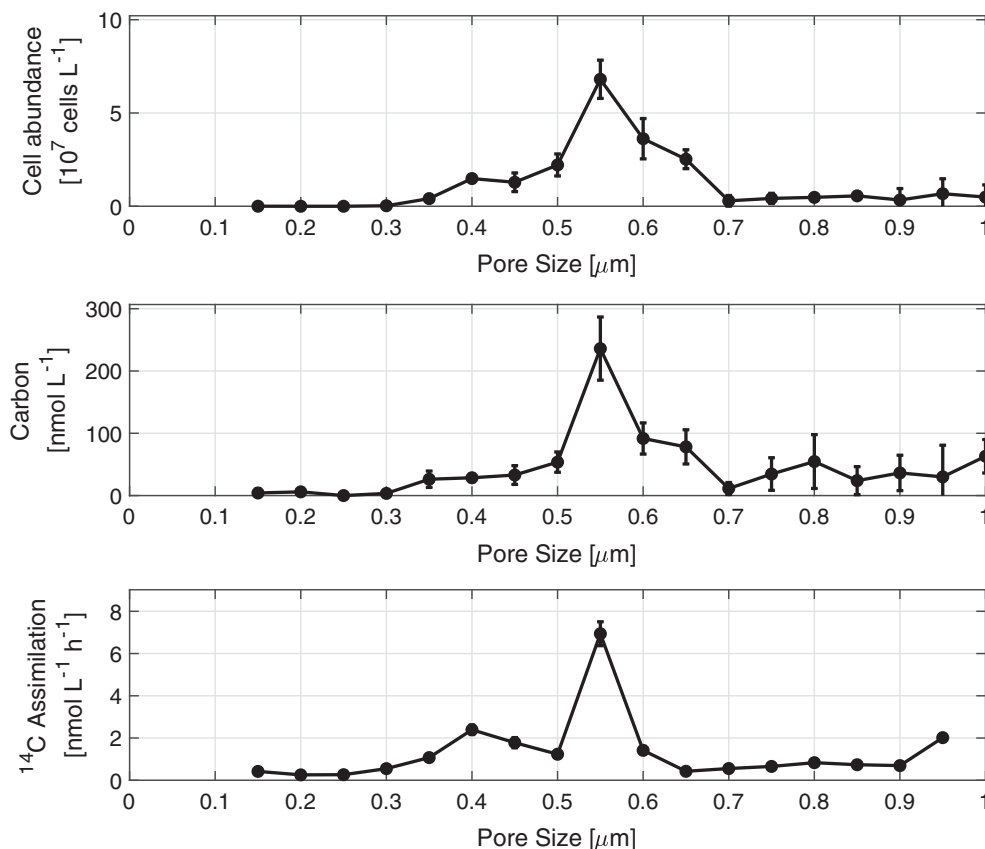 Cell abundance
[10⁷ cells L⁻¹]
10
5
0
0 0.1 0.2 0.3 0.4 0.5 0.6 0.7 0.8 0.9 1
Pore Size [μm]
Carbon
[nmol L⁻¹]
300
200
100
0
0 0.1 0.2 0.3 0.4 0.5 0.6 0.7 0.8 0.9 1
Pore Size [μm]
¹⁴C Assimilation
[nmol L⁻¹ h⁻¹]
8
6
4
2
0
0 0.1 0.2 0.3 0.4 0.5 0.6 0.7 0.8 0.9 1
Pore Size [μm]